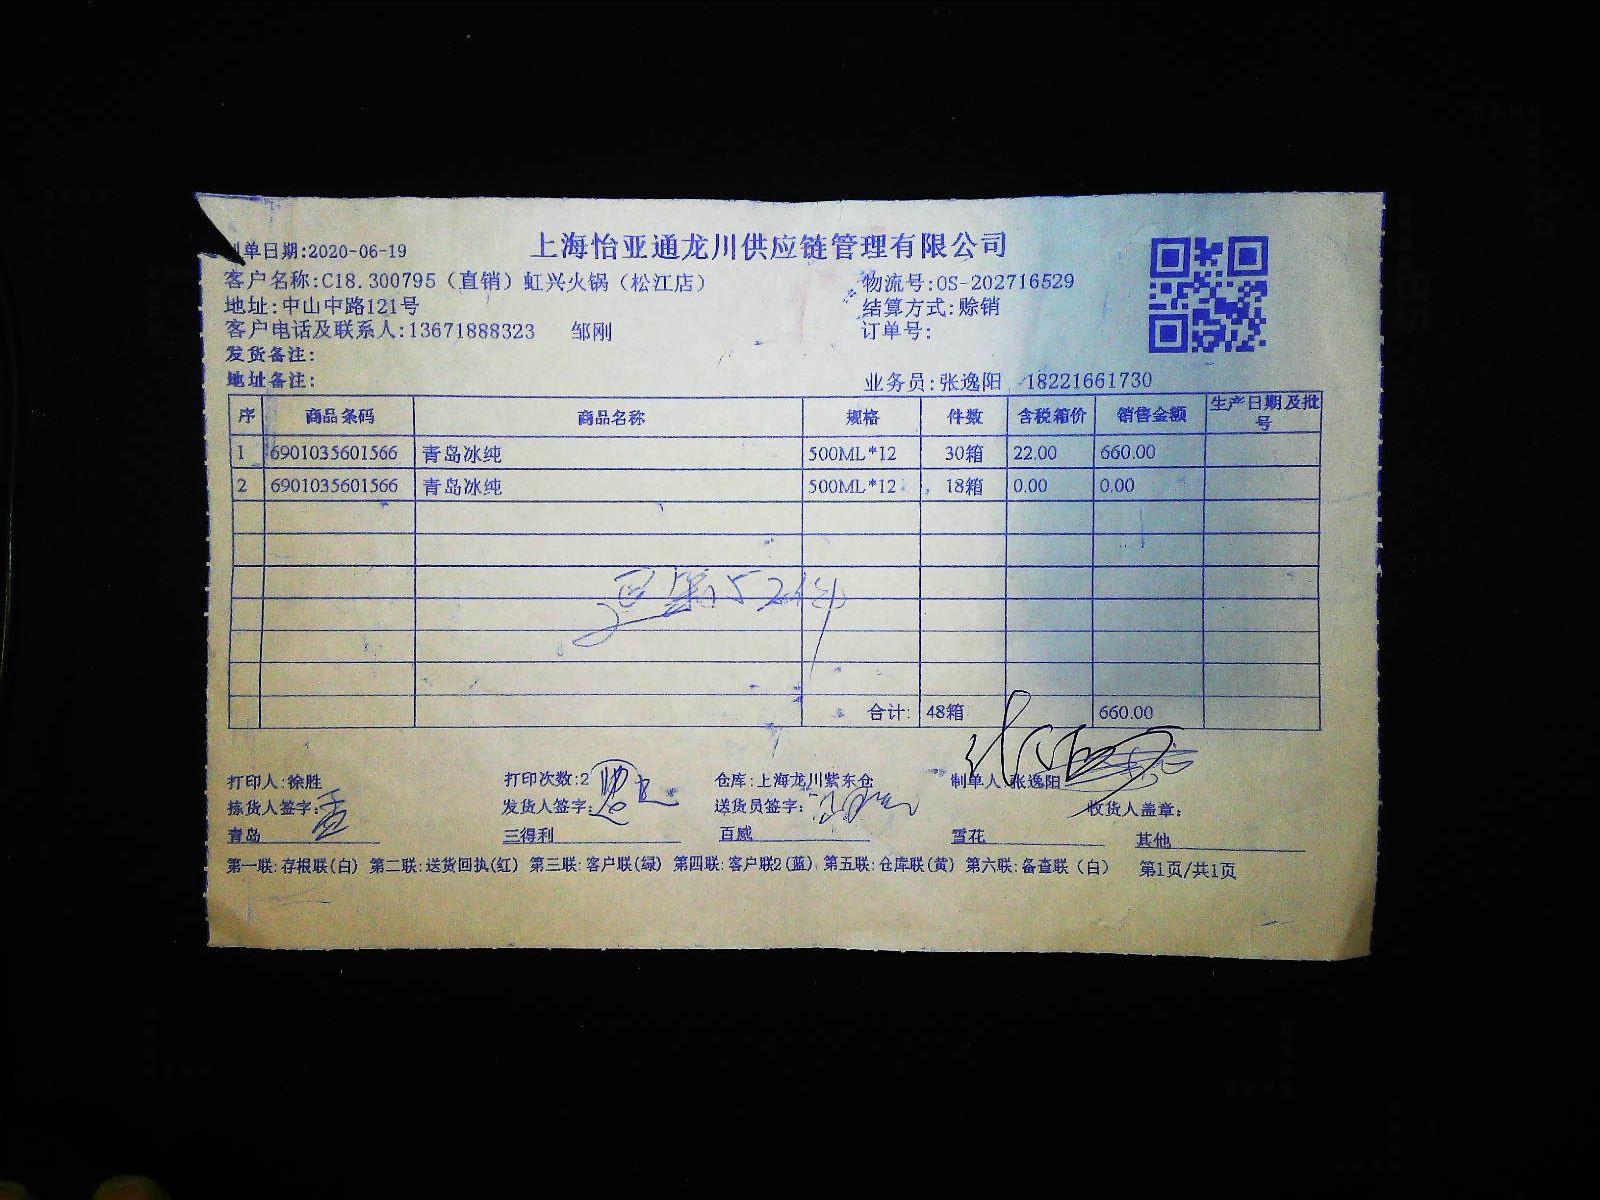 上海怡亚通龙川供应链管理有限公司
单日期:2020-06-19
客户名称:C18.300795（直销）虹兴火锅（松江店） 物流号:OS-202716529
地址:中山中路121号 结算方式:赊销
客户电话及联系人:13671888323 邹刚 订单号:
发货备注:
地址备注: 业务员:张逸阳 18221661730
序 商品条码 商品名称 规格 件数 含税箱价 销售金额 生产日期及批号
1 6901035601566 青岛冰纯 500ML*12 30箱 22.00 660.00
2 6901035601566 青岛冰纯 500ML*12 18箱 0.00 0.00
合计: 48箱 660.00
打印人:徐胜 打印次数:2 仓库:上海龙川紫东仓 制单人 张逸阳
拣货人签字: 发货人签字: 送货员签字: 收货人盖章:
青岛 三得利 百威 雪花 其他
第一联:存根联(白) 第二联:送货回执(红) 第三联:客户联(绿) 第四联:客户联2(蓝) 第五联:仓库联(黄) 第六联:备查联(白) 第1页/共1页